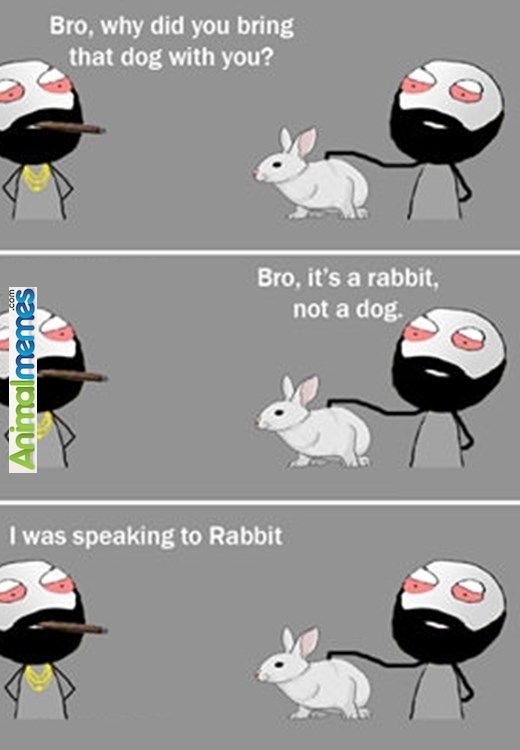 Bro, why did you bring
that dog with you?
Bro, it's a rabbit,
not a dog.
Animalmemes.com
I was speaking to Rabbit